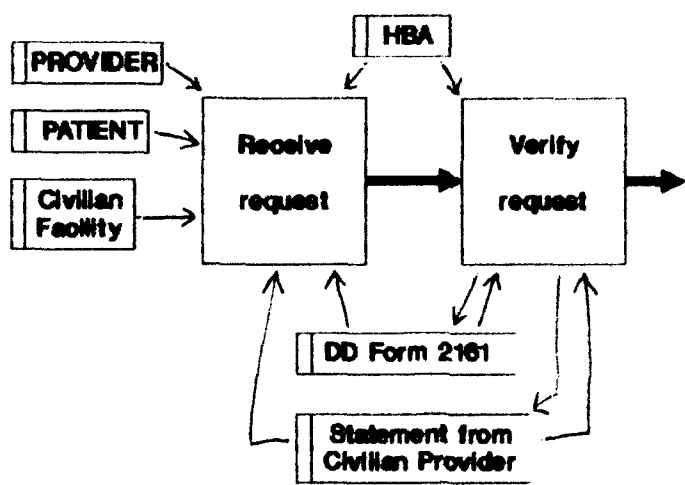 HBA
PROVIDER
PATIENT
Civilian
Facility
Receive
request
Verify
request
DD Form 2161
Statement from
Civilian Provider